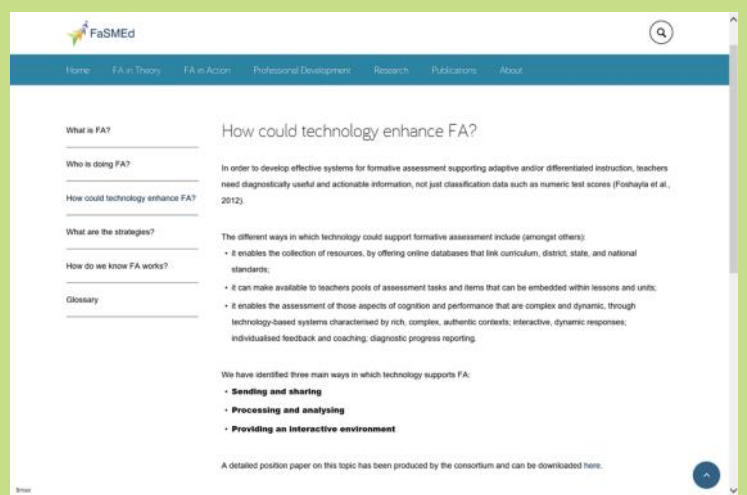 FaSMEd
Home FA in Theory FA in Action Professional Development Research Publications About
What is FA?
Who is doing FA?
How could technology enhance FA?
What are the strategies?
How do we know FA works?
Glossary
How could technology enhance FA?
In order to develop effective systems for formative assessment supporting adaptive and/or differentiated instruction, teachers
need diagnostically useful and actionable information, not just classification data such as numeric test scores (Foshayla et al.,
2012).
The different ways in which technology could support formative assessment include (amongst others):
• it enables the collection of resources, by offering online databases that link curriculum, district, state, and national
standards;
• it can make available to teachers pools of assessment tasks and items that can be embedded within lessons and units;
• it enables the assessment of those aspects of cognition and performance that are complex and dynamic, through
technology-based systems characterised by rich, complex, authentic contexts; interactive, dynamic responses;
individualised feedback and coaching; diagnostic progress reporting.
We have identified three main ways in which technology supports FA:
• Sending and sharing
• Processing and analysing
• Providing an interactive environment
A detailed position paper on this topic has been produced by the consortium and can be downloaded here.